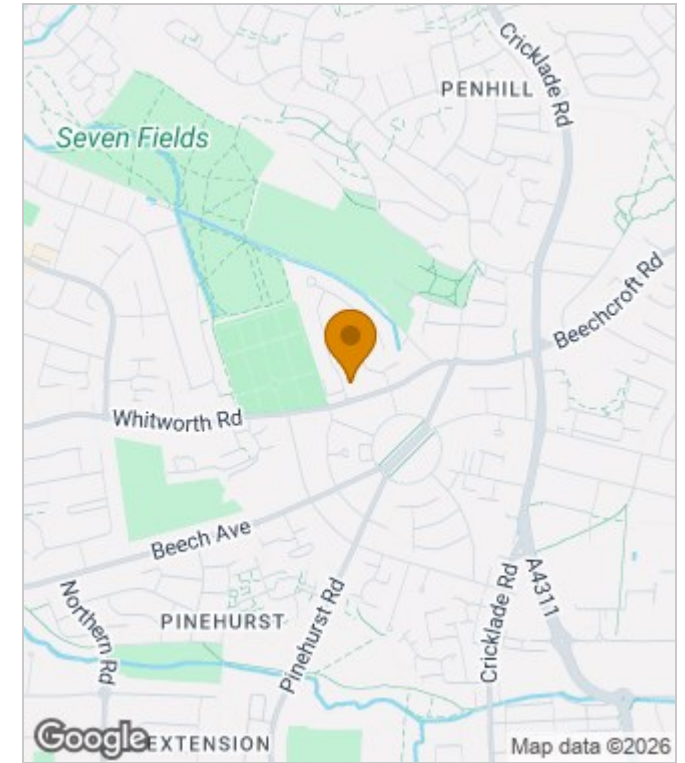 Cricklade Rd
PENHILL
Seven Fields
Beechcroft Rd
Whitworth Rd
Beech Ave
A4311
Cricklade Rd
Northern Rd
Pinehurst Rd
PINEHURST
EXTENSION
Google
Map data ©2026